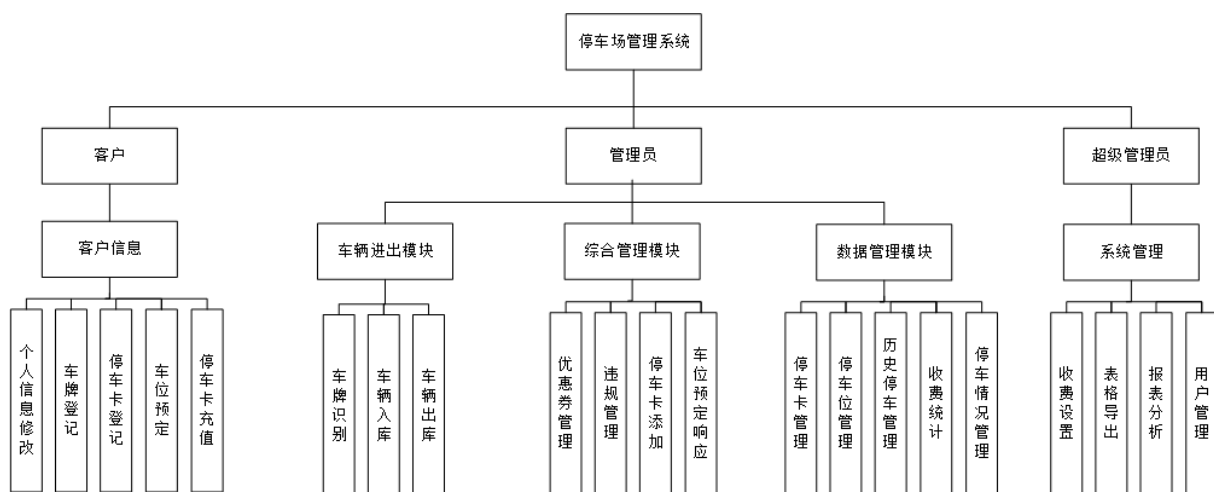 停车场管理系统
客户
管理员
超级管理员
客户信息
车辆进出模块
综合管理模块
数据管理模块
系统管理
个人信息修改
车牌登记
停车卡登记
车位预定
停车卡充值
车牌识别
车辆入库
车辆出库
优惠券管理
违规管理
停车卡添加
车位预定响应
停车卡管理
停车位管理
历史停车管理
收费统计
停车情况管理
收费设置
表格导出
报表分析
用户管理